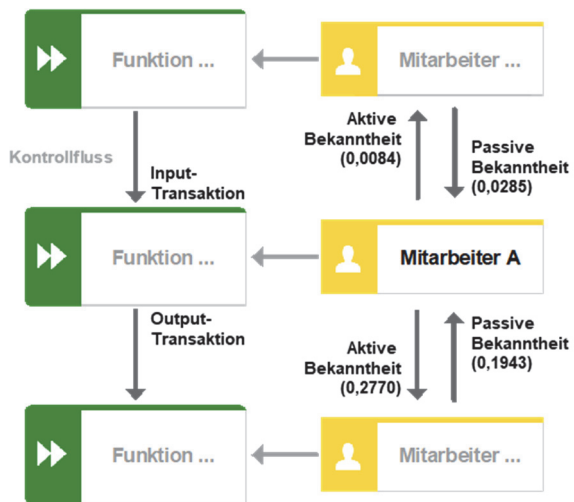 Funktion ...
Mitarbeiter ...
Kontrollfluss
Input-
Transaktion
Aktive
Bekanntheit
(0,0084)
Passive
Bekanntheit
(0,0285)
Funktion ...
Mitarbeiter A
Output-
Transaktion
Aktive
Bekanntheit
(0,2770)
Passive
Bekanntheit
(0,1943)
Funktion ...
Mitarbeiter ...